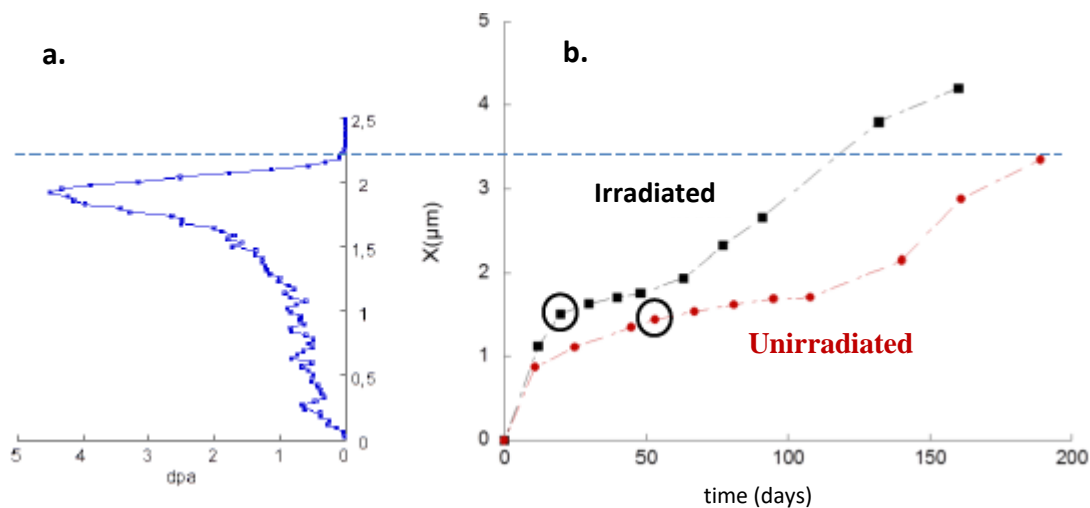 a.
2,5
2
1,5
1
0,5
0
5 4 3 2 1 0
dpa
b.
X(μm)
5
4
3
2
1
0
Irradiated
Unirradiated
0 50 100 150 200
time (days)